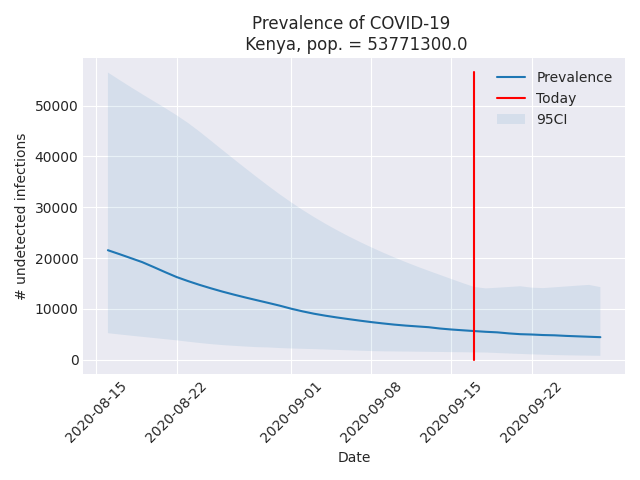 Prevalence of COVID-19
Kenya, pop. = 53771300.0
Prevalence
Today
95CI
50000
40000
30000
20000
10000
0
# undetected infections
2020-08-15
2020-08-22
2020-09-01
2020-09-08
2020-09-15
2020-09-22
Date